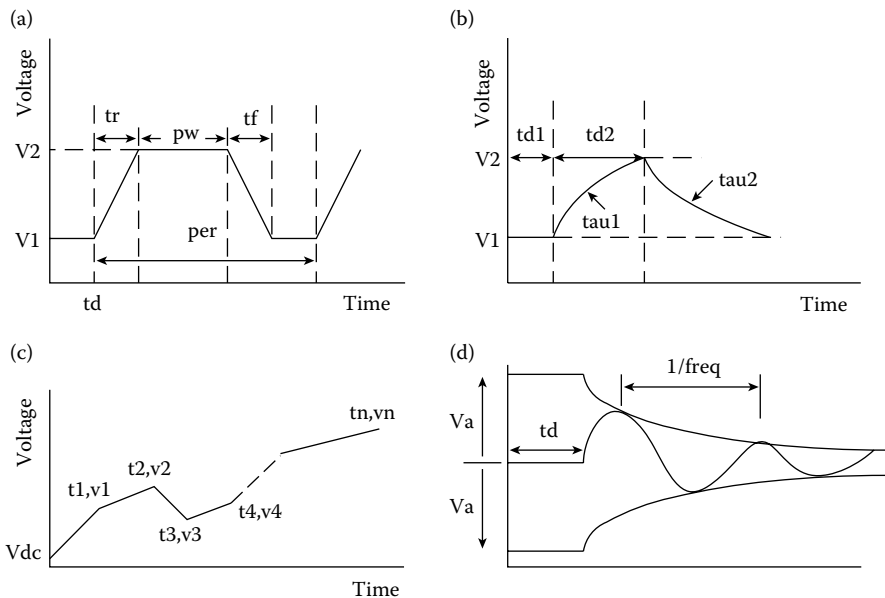 (a)
Voltage
tr
pw
tf
V2
V1
per
td
Time
(b)
Voltage
td1
td2
V2
tau2
tau1
V1
Time
(c)
Voltage
tn,vn
t2,v2
t1,v1
t3,v3
t4,v4
Vdc
Time
(d)
1/freq
Va
td
Va